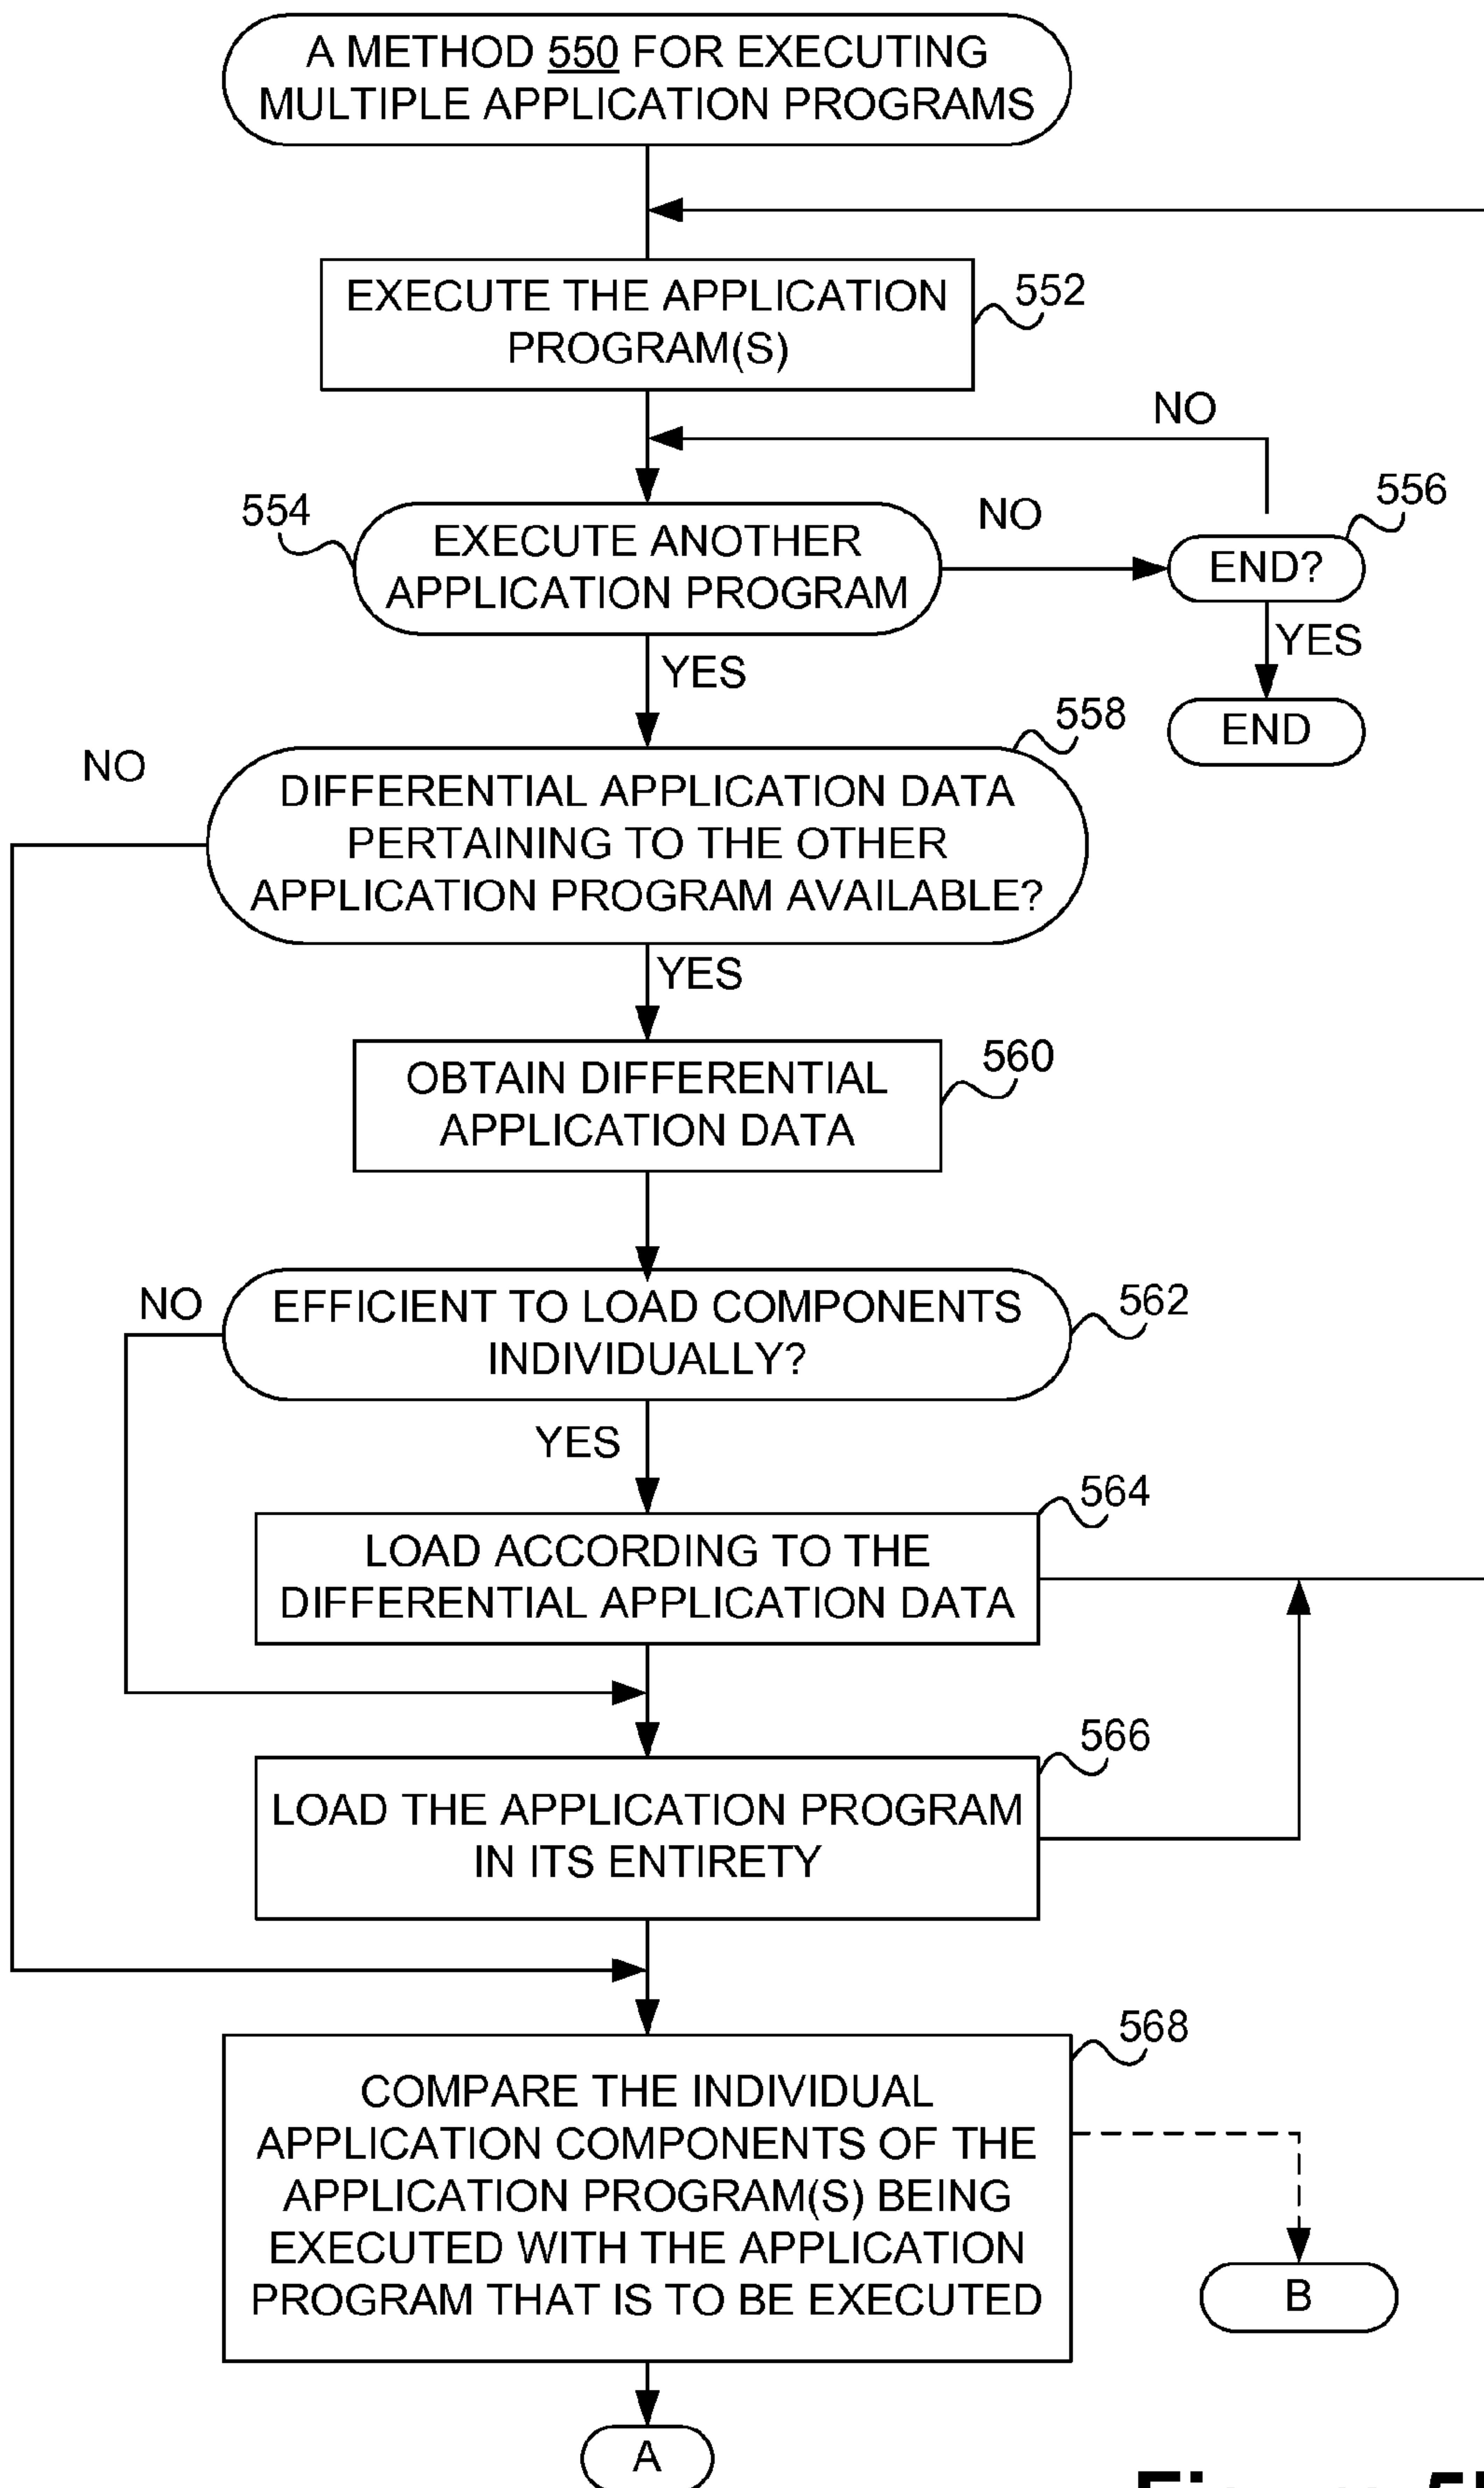 A METHOD 550 FOR EXECUTING
MULTIPLE APPLICATION PROGRAMS
EXECUTE THE APPLICATION
PROGRAM(S)
552
NO
554
EXECUTE ANOTHER
APPLICATION PROGRAM
NO
556
END?
YES
YES
END
558
NO
DIFFERENTIAL APPLICATION DATA
PERTAINING TO THE OTHER
APPLICATION PROGRAM AVAILABLE?
YES
OBTAIN DIFFERENTIAL
APPLICATION DATA
560
NO
EFFICIENT TO LOAD COMPONENTS
INDIVIDUALLY?
562
YES
564
LOAD ACCORDING TO THE
DIFFERENTIAL APPLICATION DATA
566
LOAD THE APPLICATION PROGRAM
IN ITS ENTIRETY
568
COMPARE THE INDIVIDUAL
APPLICATION COMPONENTS OF THE
APPLICATION PROGRAM(S) BEING
EXECUTED WITH THE APPLICATION
PROGRAM THAT IS TO BE EXECUTED
B
A